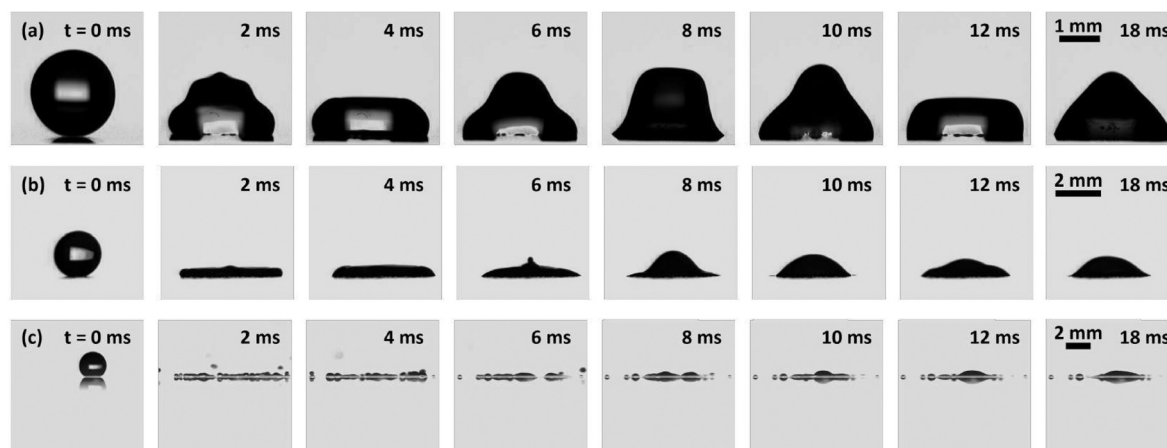 (a) t = 0 ms 2 ms 4 ms 6 ms 8 ms 10 ms 12 ms 1 mm 18 ms
(b) t = 0 ms 2 ms 4 ms 6 ms 8 ms 10 ms 12 ms 2 mm 18 ms
(c) t = 0 ms 2 ms 4 ms 6 ms 8 ms 10 ms 12 ms 2 mm 18 ms